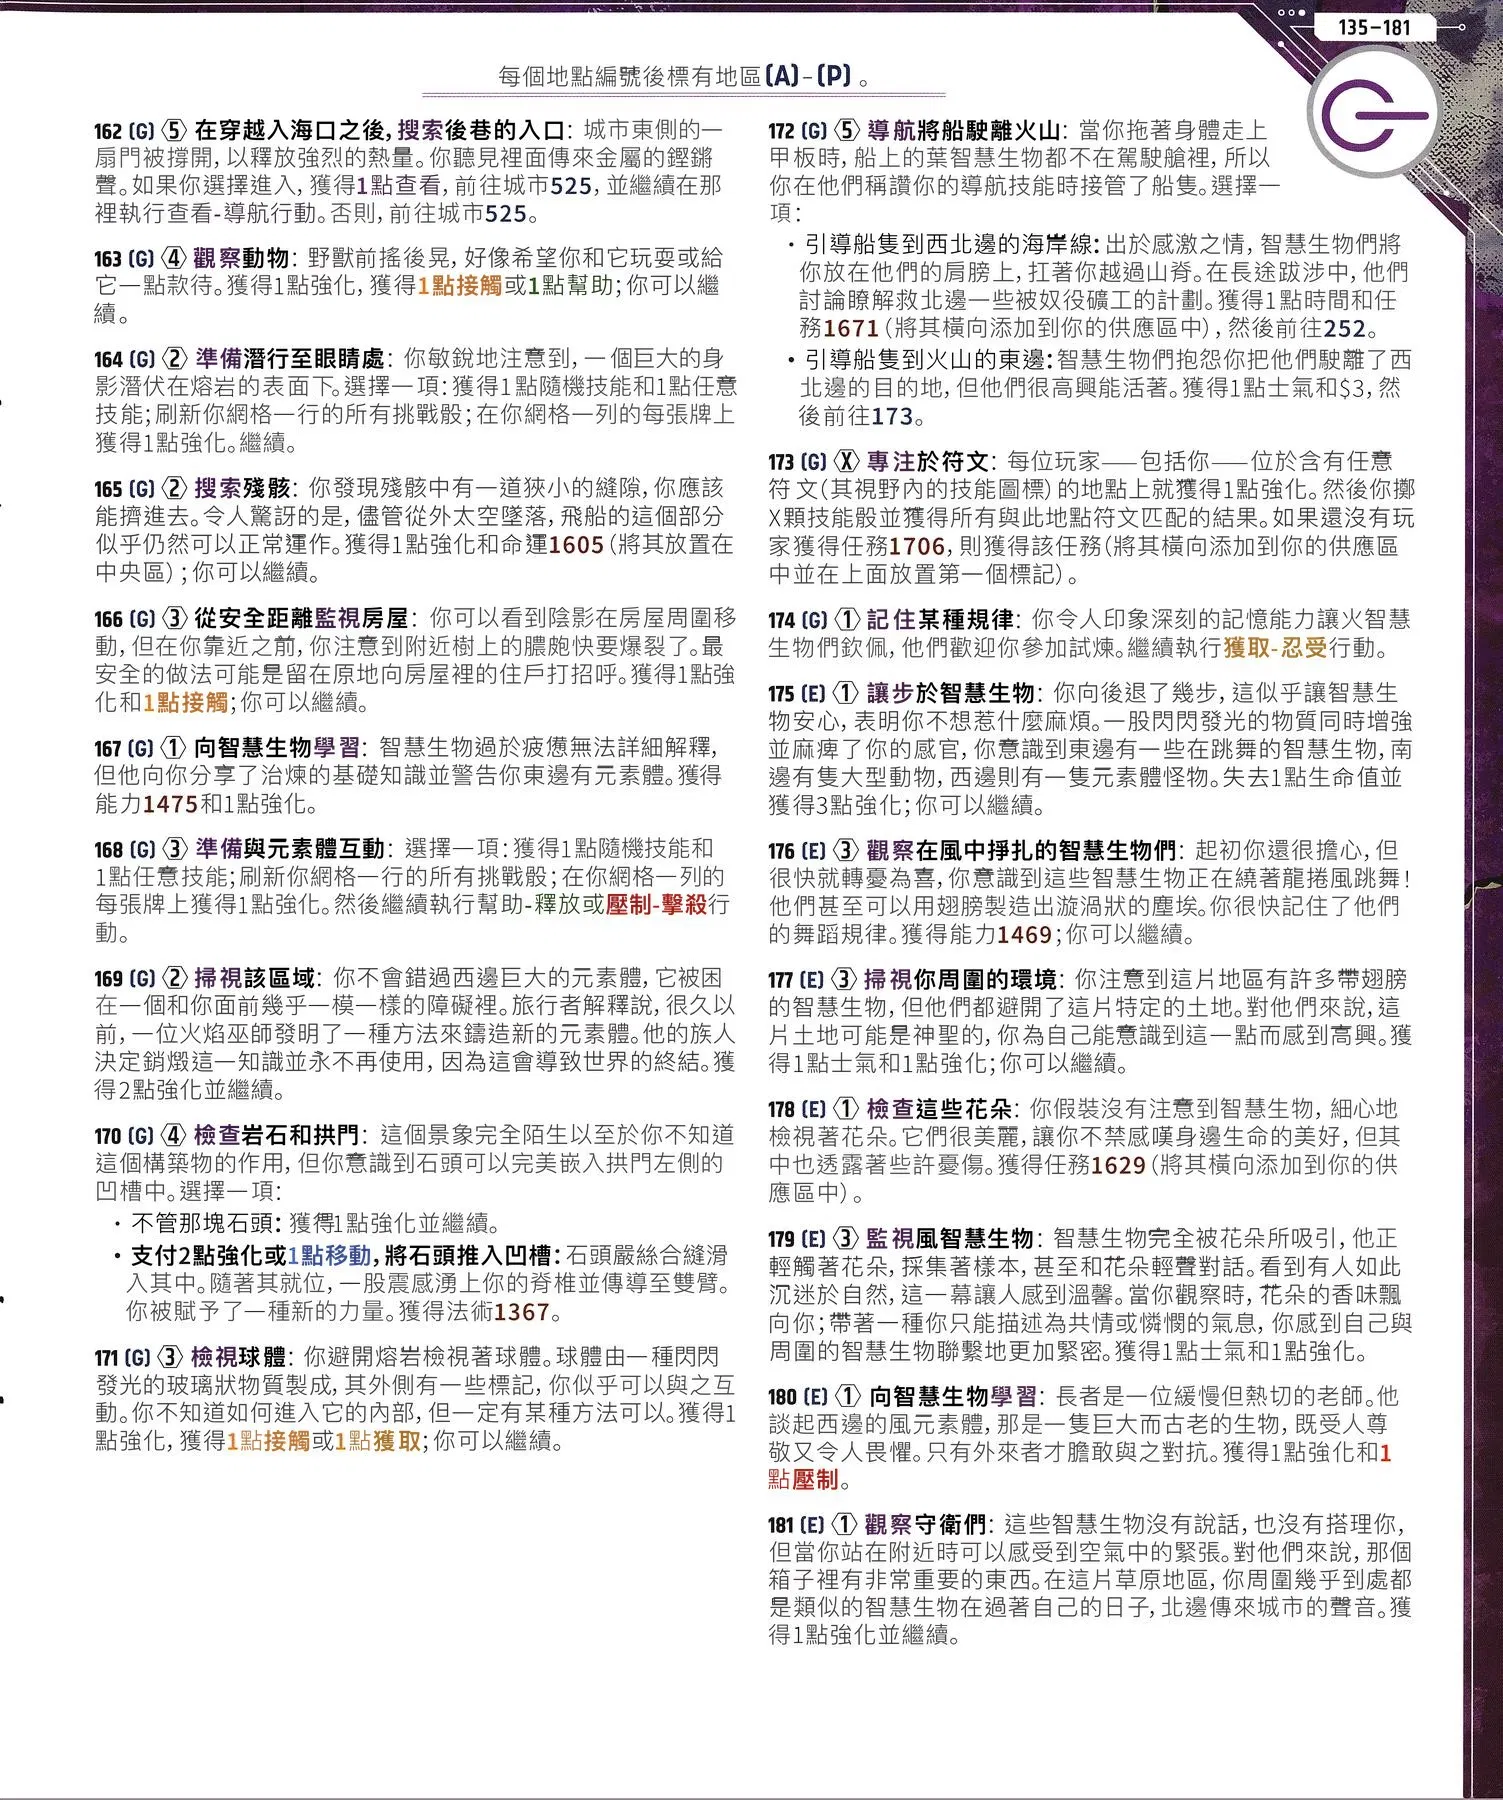 135–181
每個地點編號後標有地區(A)–(P)。
162 (G) 5 在穿越入海口之後,搜索後巷的入口: 城市東側的一
扇門被撐開,以釋放強烈的熱量。你聽見裡面傳來金屬的鏗鏘
聲。如果你選擇進入,獲得1點查看,前往城市525,並繼續在那
裡執行查看-導航行動。否則,前往城市525。
163 (G) 4 觀察動物: 野獸前搖後晃,好像希望你和它玩耍或給
它一點款待。獲得1點強化,獲得1點接觸或1點幫助;你可以繼
續。
164 (G) 2 準備潛行至眼睛處: 你敏銳地注意到,一個巨大的身
影潛伏在熔岩的表面下。選擇一項:獲得1點隨機技能和1點任意
技能;刷新你網格一行的所有挑戰骰;在你網格一列的每張牌上
獲得1點強化。繼續。
165 (G) 2 搜索殘骸: 你發現殘骸中有一道狹小的縫隙,你應該
能擠進去。令人驚訝的是,儘管從外太空墜落,飛船的這個部分
似乎仍然可以正常運作。獲得1點強化和命運1605(將其放置在
中央區);你可以繼續。
166 (G) 3 從安全距離監視房屋: 你可以看到陰影在房屋周圍移
動,但在你靠近之前,你注意到附近樹上的膿皰快要爆裂了。最
安全的做法可能是留在原地向房屋裡的住戶打招呼。獲得1點強
化和1點接觸;你可以繼續。
167 (G) 1 向智慧生物學習: 智慧生物過於疲憊無法詳細解釋,
但他向你分享了冶煉的基礎知識並警告你東邊有元素體。獲得
能力1475和1點強化。
168 (G) 3 準備與元素體互動: 選擇一項:獲得1點隨機技能和
1點任意技能;刷新你網格一行的所有挑戰骰;在你網格一列的
每張牌上獲得1點強化。然後繼續執行幫助-釋放或壓制-擊殺行
動。
169 (G) 2 掃視該區域: 你不會錯過西邊巨大的元素體,它被困
在一個和你面前幾乎一模一樣的障礙裡。旅行者解釋說,很久以
前,一位火焰巫師發明了一種方法來鑄造新的元素體。他的族人
決定銷燬這一知識並永不再使用,因為這會導致世界的終結。獲
得2點強化並繼續。
170 (G) 4 檢查岩石和拱門: 這個景象完全陌生以至於你不知道
這個構築物的作用,但你意識到石頭可以完美嵌入拱門左側的
凹槽中。選擇一項:
・不管那塊石頭:獲得1點強化並繼續。
・支付2點強化或1點移動,將石頭推入凹槽:石頭嚴絲合縫滑
入其中。隨著其就位,一股震感湧上你的脊椎並傳導至雙臂。
你被賦予了一種新的力量。獲得法術1367。
171 (G) 3 檢視球體: 你避開熔岩檢視著球體。球體由一種閃閃
發光的玻璃狀物質製成,其外側有一些標記,你似乎可以與之互
動。你不知道如何進入它的內部,但一定有某種方法可以。獲得1
點強化,獲得1點接觸或1點獲取;你可以繼續。
172 (G) 5 導航將船駛離火山: 當你拖著身體走上
甲板時,船上的葉智慧生物都不在駕駛艙裡,所以
你在他們稱讚你的導航技能時接管了船隻。選擇一
項:
・引導船隻到西北邊的海岸線:出於感激之情,智慧生物們將
你放在他們的肩膀上,扛著你越過山脊。在長途跋涉中,他們
討論瞭解救北邊一些被奴役礦工的計劃。獲得1點時間和任
務1671(將其橫向添加到你的供應區中),然後前往252。
・引導船隻到火山的東邊:智慧生物們抱怨你把他們駛離了西
北邊的目的地,但他們很高興能活著。獲得1點士氣和$3,然
後前往173。
173 (G) X 專注於符文: 每位玩家——包括你——位於含有任意
符文(其視野內的技能圖標)的地點上就獲得1點強化。然後你擲
X顆技能骰並獲得所有與此地點符文匹配的結果。如果還沒有玩
家獲得任務1706,則獲得該任務(將其橫向添加到你的供應區
中並在上面放置第一個標記)。
174 (G) 1 記住某種規律: 你令人印象深刻的記憶能力讓火智慧
生物們欽佩,他們歡迎你參加試煉。繼續執行獲取-忍受行動。
175 (E) 1 讓步於智慧生物: 你向後退了幾步,這似乎讓智慧生
物安心,表明你不想惹什麼麻煩。一股閃閃發光的物質同時增強
並麻痺了你的感官,你意識到東邊有一些在跳舞的智慧生物,南
邊有隻大型動物,西邊則有一隻元素體怪物。失去1點生命值並
獲得3點強化;你可以繼續。
176 (E) 3 觀察在風中掙扎的智慧生物們: 起初你還很擔心,但
很快就轉憂為喜,你意識到這些智慧生物正在繞著龍捲風跳舞!
他們甚至可以用翅膀製造出漩渦狀的塵埃。你很快記住了他們
的舞蹈規律。獲得能力1469;你可以繼續。
177 (E) 3 掃視你周圍的環境: 你注意到這片地區有許多帶翅膀
的智慧生物,但他們都避開了這片特定的土地。對他們來說,這
片土地可能是神聖的,你為自己能意識到這一點而感到高興。獲
得1點士氣和1點強化;你可以繼續。
178 (E) 1 檢查這些花朵: 你假裝沒有注意到智慧生物,細心地
檢視著花朵。它們很美麗,讓你不禁感嘆身邊生命的美好,但其
中也透露著些許憂傷。獲得任務1629(將其橫向添加到你的供
應區中)。
179 (E) 3 監視風智慧生物: 智慧生物完全被花朵所吸引,他正
輕觸著花朵,採集著樣本,甚至和花朵輕聲對話。看到有人如此
沉迷於自然,這一幕讓人感到溫馨。當你觀察時,花朵的香味飄
向你;帶著一種你只能描述為共情或憐憫的氣息,你感到自己與
周圍的智慧生物聯繫地更加緊密。獲得1點士氣和1點強化。
180 (E) 1 向智慧生物學習: 長者是一位緩慢但熱切的老師。他
談起西邊的風元素體,那是一隻巨大而古老的生物,既受人尊
敬又令人畏懼。只有外來者才膽敢與之對抗。獲得1點強化和1
點壓制。
181 (E) 1 觀察守衛們: 這些智慧生物沒有說話,也沒有搭理你,
但當你站在附近時可以感受到空氣中的緊張。對他們來說,那個
箱子裡有非常重要的東西。在這片草原地區,你周圍幾乎到處都
是類似的智慧生物在過著自己的日子,北邊傳來城市的聲音。獲
得1點強化並繼續。